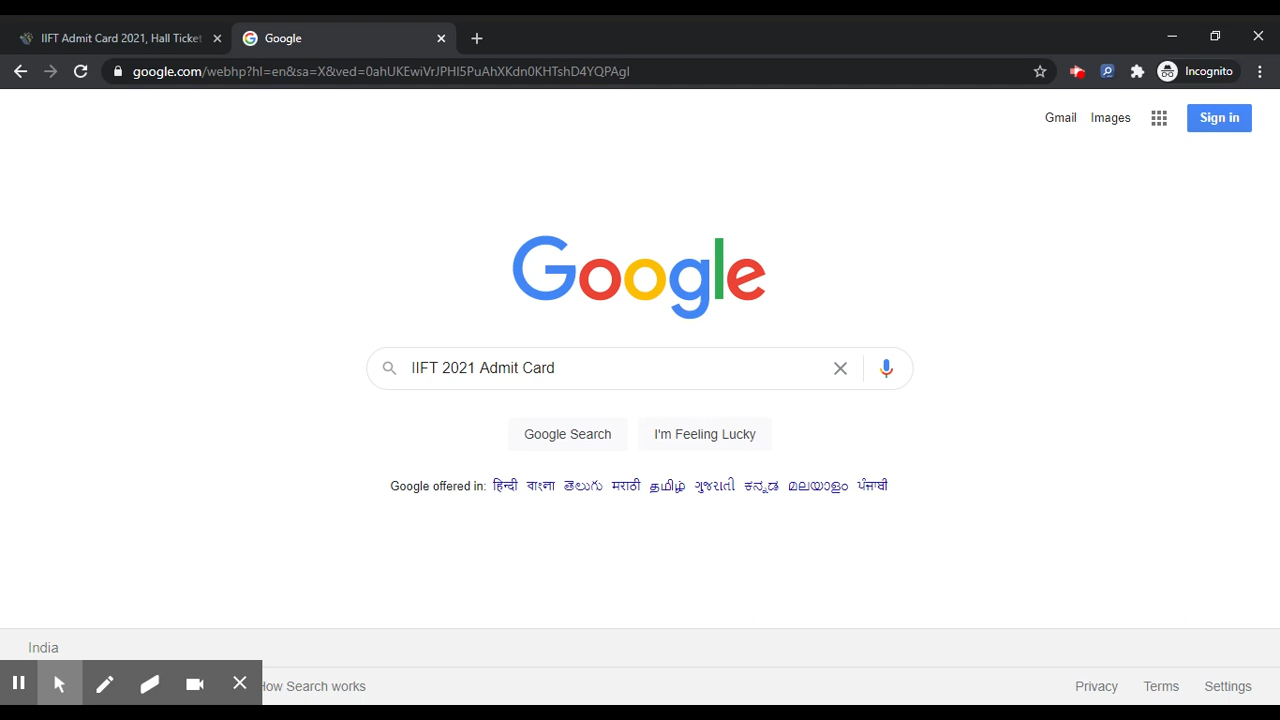 IIFT Admit Card 2021, Hall Ticket
Google
google.com/webhp?hl=en&sa=X&ved=0ahUKEwiVrJPHI5PuAhXKdn0KHTshD4YQPAgI
Incognito
Gmail Images Sign in
Google
IIFT 2021 Admit Card
Google Search I'm Feeling Lucky
Google offered in: हिन्दी বাংলা తెలుగు मराठी தமிழ் ગુજરાતી ಕನ್ನಡ മലയാളം ਪੰਜਾਬੀ
India
How Search works Privacy Terms Settings